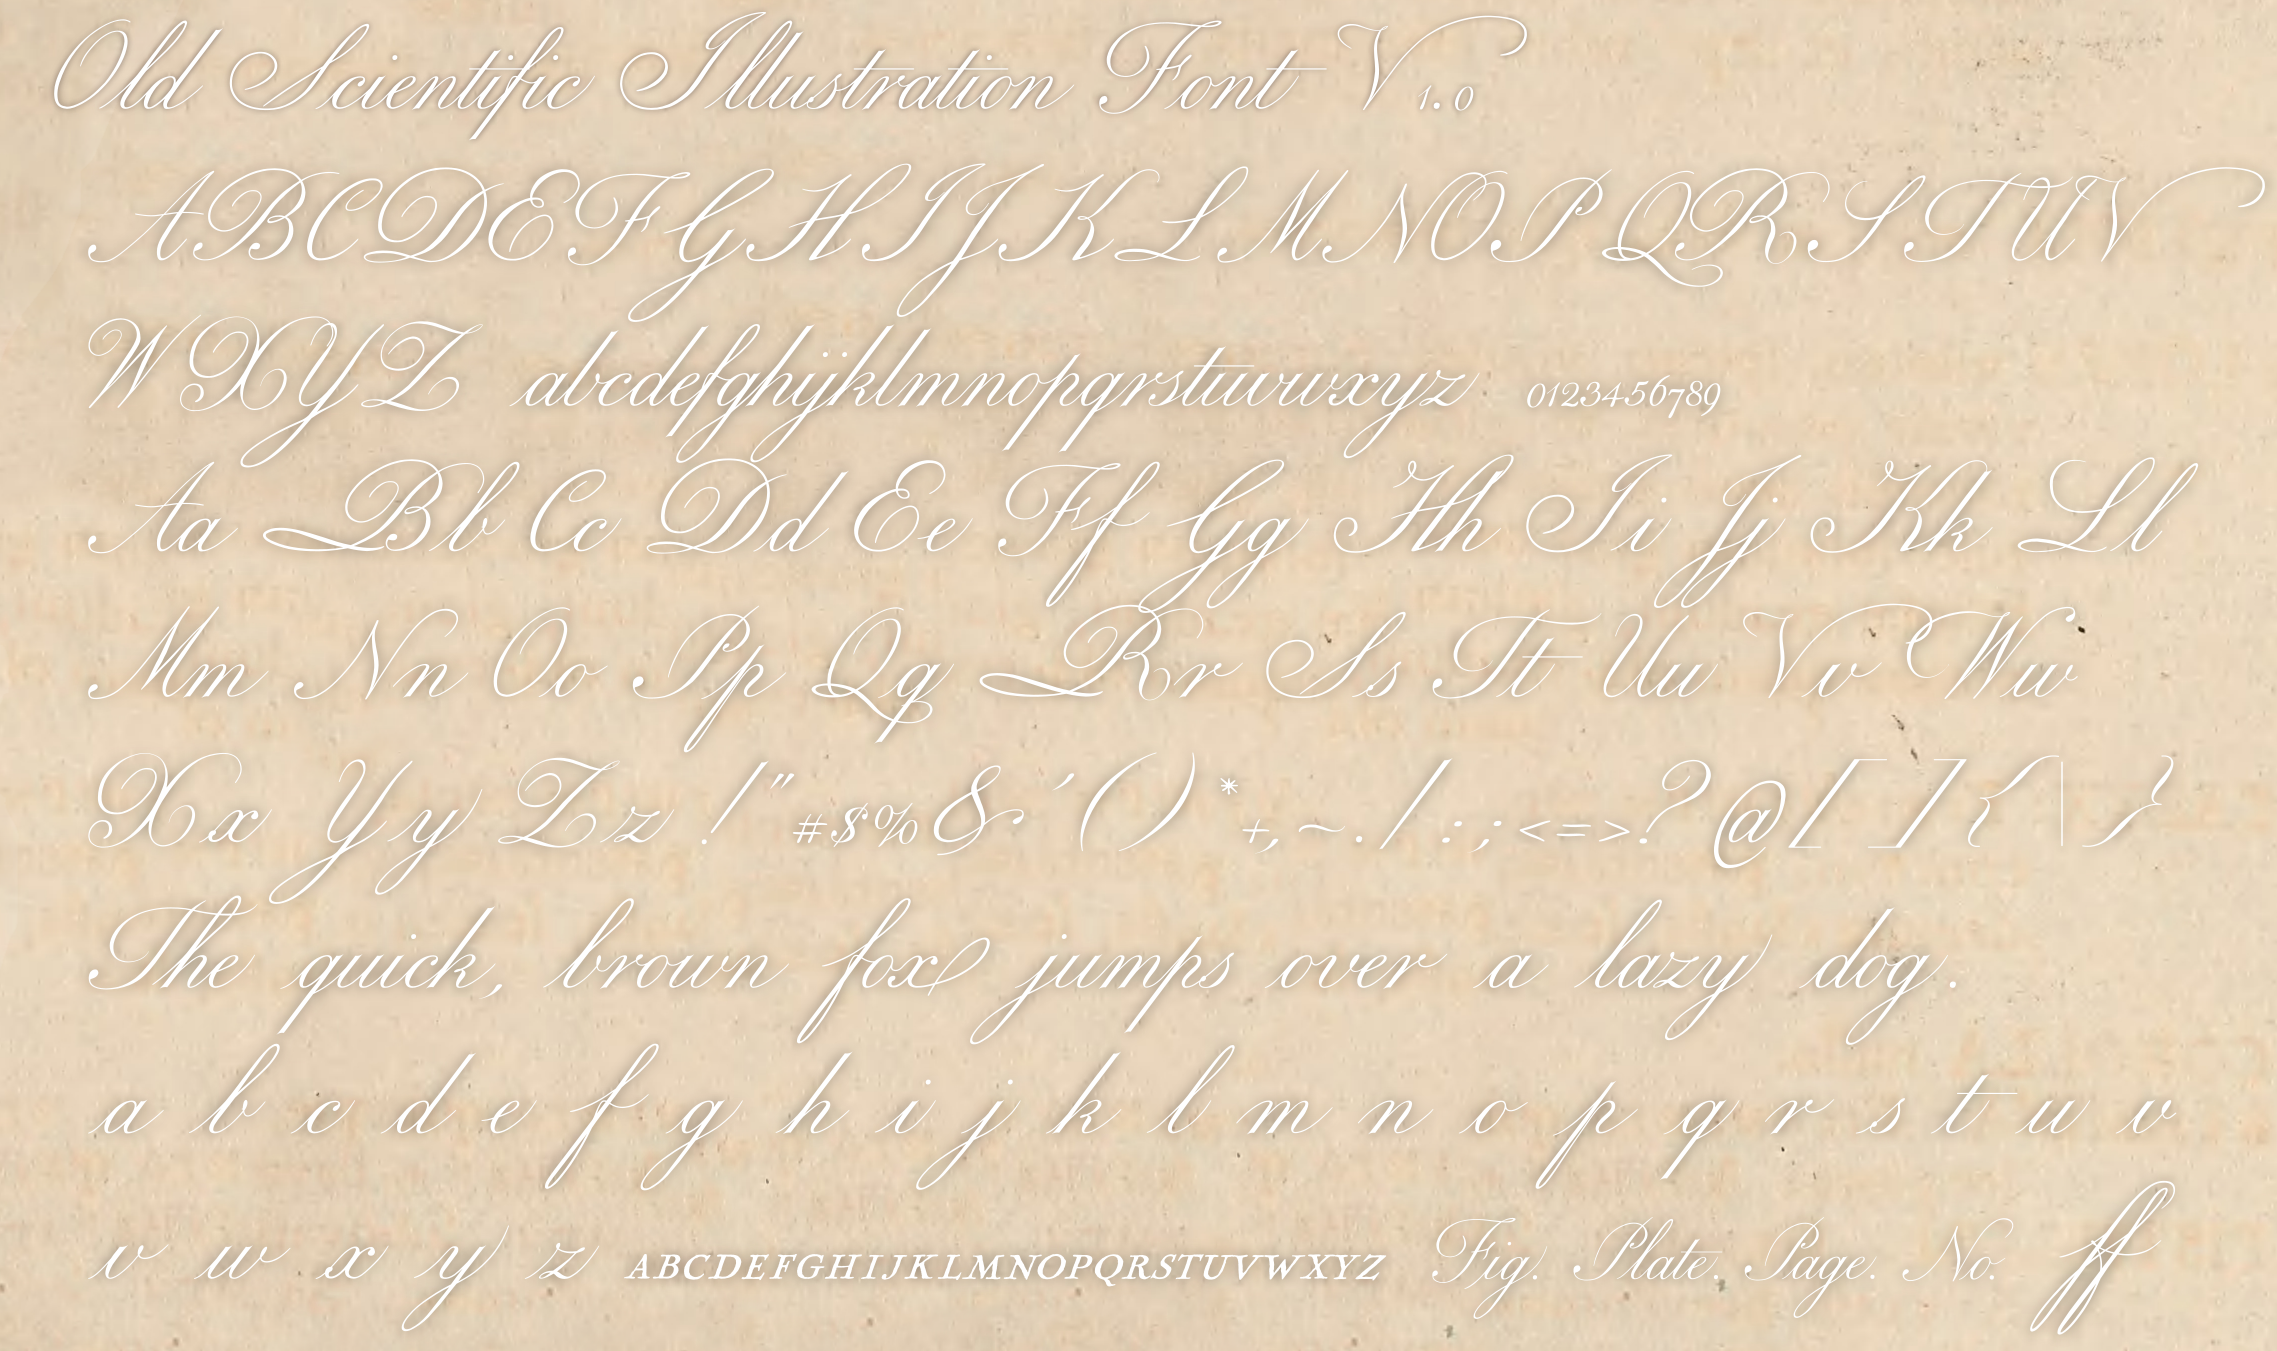 Old Scientific Illustration Font V 1.0
ABCDEFGHIJKLMNOPQRSTUV
WXYZ abcdefghijklmnopqrstuvwxyz 0123456789
Aa Bb Cc Dd Ee Ff Gg Hh Ii Jj Kk Ll
Mm Nn Oo Pp Qq Rr Ss Tt Uu Vv Ww
Xx Yy Zz !"#$%&'()*+,~./:;<=>?@[]{|}
The quick, brown fox jumps over a lazy dog.
a b c d e f g h i j k l m n o p q r s t u v
v w x y z ABCDEFGHIJKLMNOPQRSTUVWXYZ Fig. Plate. Page. No. ff